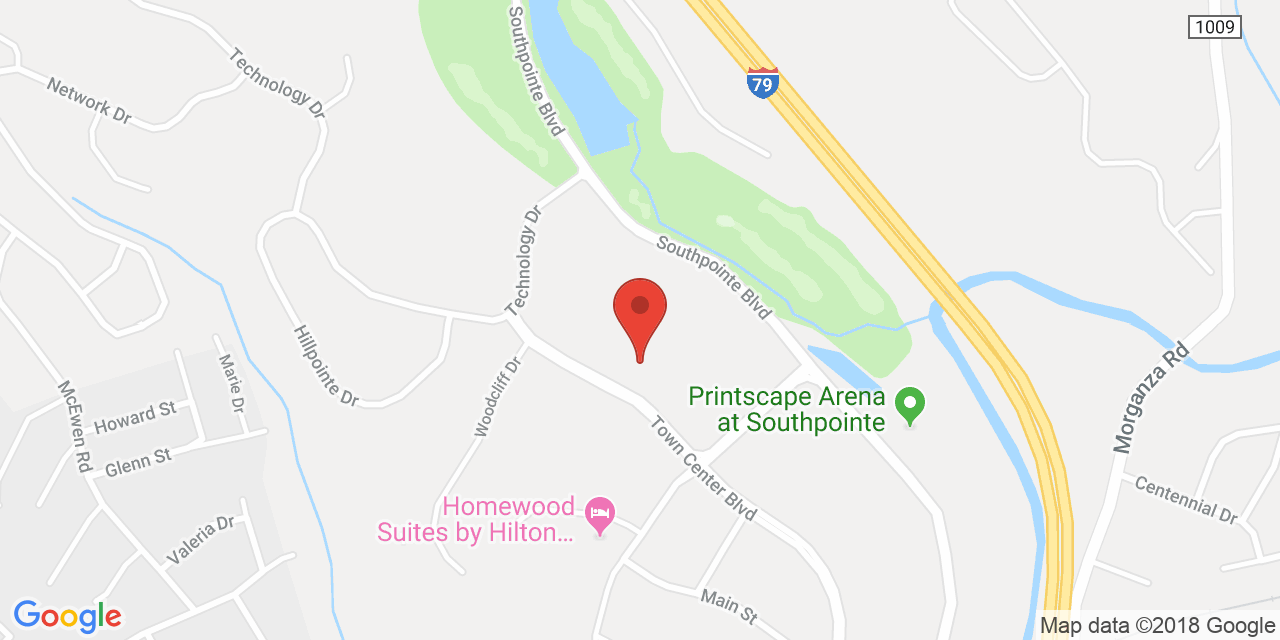 1009
Southpointe Blvd
Technology Dr
79
Network Dr
Technology Dr
Southpointe Blvd
Hillpointe Dr
Woodcliff Dr
Marie Dr
Morganza Rd
McEwen Rd
Howard St
Printscape Arena
at Southpointe
Glenn St
Town Center Blvd
Centennial Dr
Homewood
Suites by Hilton...
Valeria Dr
Main St
Google
Map data ©2018 Google